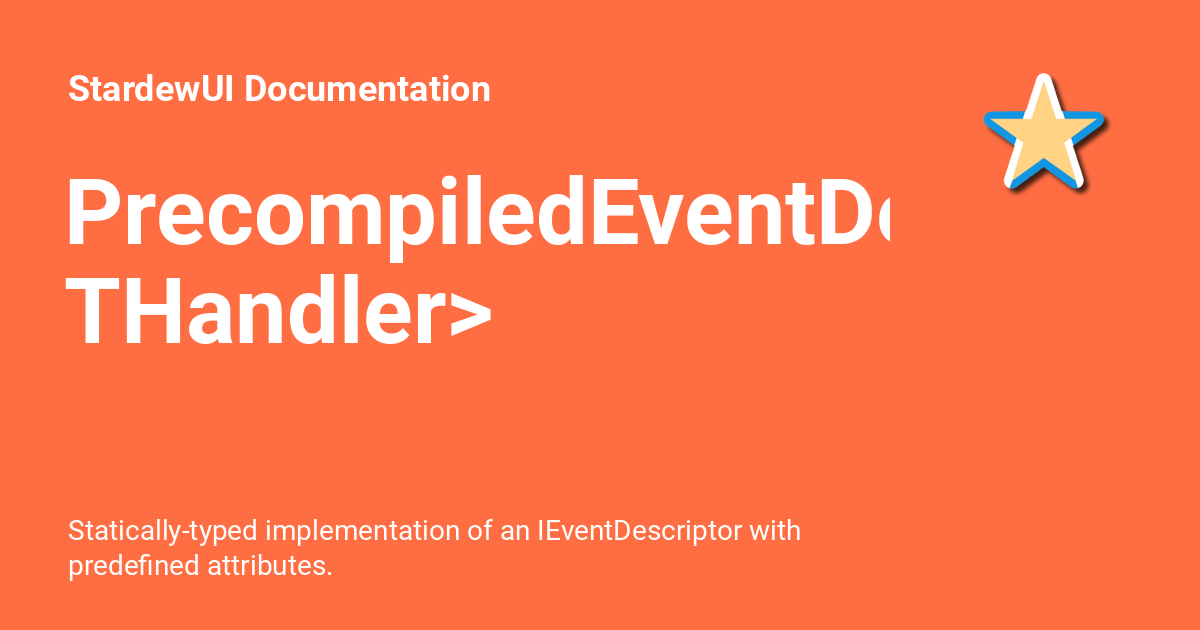 StardewUI Documentation
PrecompiledEventD
THandler>
Statically-typed implementation of an IEventDescriptor with
predefined attributes.